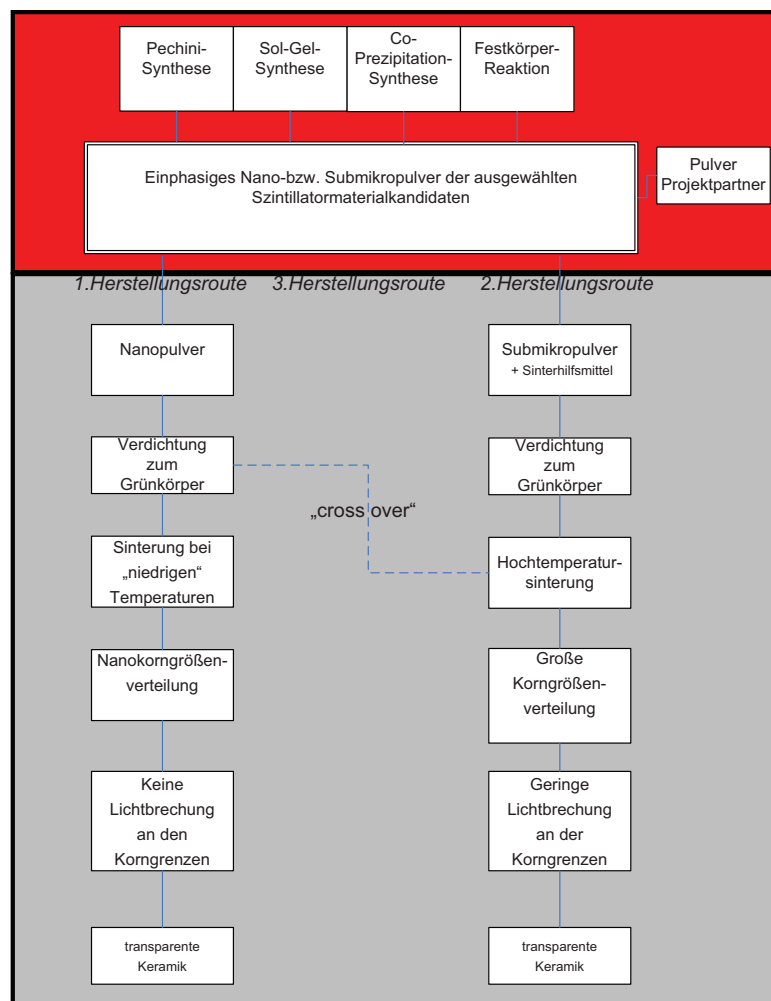 Pechini-
Synthese
Sol-Gel-
Synthese
Co-
Prezipitation-
Synthese
Festkörper-
Reaktion
Einphasiges Nano-bzw. Submikropulver der ausgewählten
Szintillatormaterialkandidaten
Pulver
Projektpartner
1.Herstellungsroute
3.Herstellungsroute
2.Herstellungsroute
Nanopulver
Submikropulver
+ Sinterhilfsmittel
Verdichtung
zum
Grünkörper
Verdichtung
zum
Grünkörper
„cross over“
Sinterung bei
„niedrigen“
Temperaturen
Hochtemperatur-
sinterung
Nanokorngrößen-
verteilung
Große
Korngrößen-
verteilung
Keine
Lichtbrechung
an den
Korngrenzen
Geringe
Lichtbrechung
an der
Korngrenzen
transparente
Keramik
transparente
Keramik